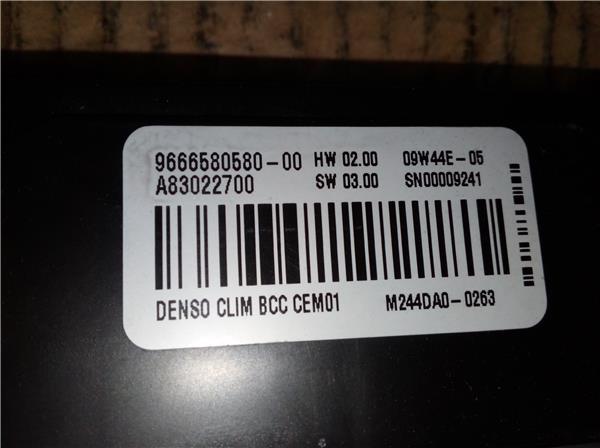 9666580580-00 HW 02.00 09W44E-05
A83022700 SW 03.00 SN00009241
DENSO CLIM BCC CEM01 M244DA0-0263